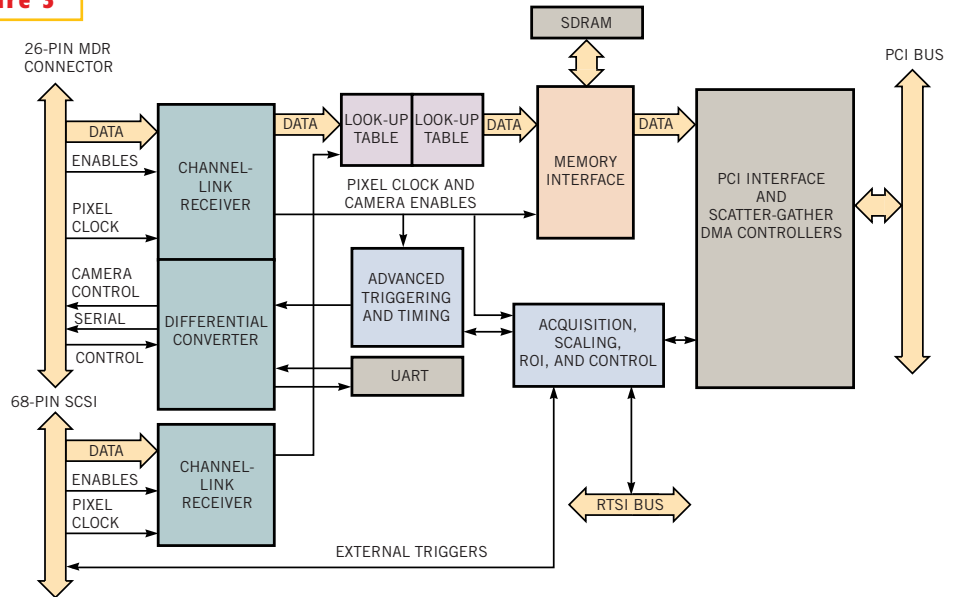 SDRAM
26-PIN MDR
CONNECTOR
PCI BUS
DATA
ENABLES
PIXEL
CLOCK
CAMERA
CONTROL
SERIAL
CONTROL
CHANNEL-
LINK
RECEIVER
DIFFERENTIAL
CONVERTER
DATA
LOOK-UP
TABLE
LOOK-UP
TABLE
DATA
MEMORY
INTERFACE
DATA
PCI INTERFACE
AND
SCATTER-GATHER
DMA CONTROLLERS
PIXEL CLOCK AND
CAMERA ENABLES
ADVANCED
TRIGGERING
AND TIMING
ACQUISITION,
SCALING,
ROI, AND CONTROL
UART
68-PIN SCSI
DATA
ENABLES
PIXEL
CLOCK
CHANNEL-
LINK
RECEIVER
RTSI BUS
EXTERNAL TRIGGERS